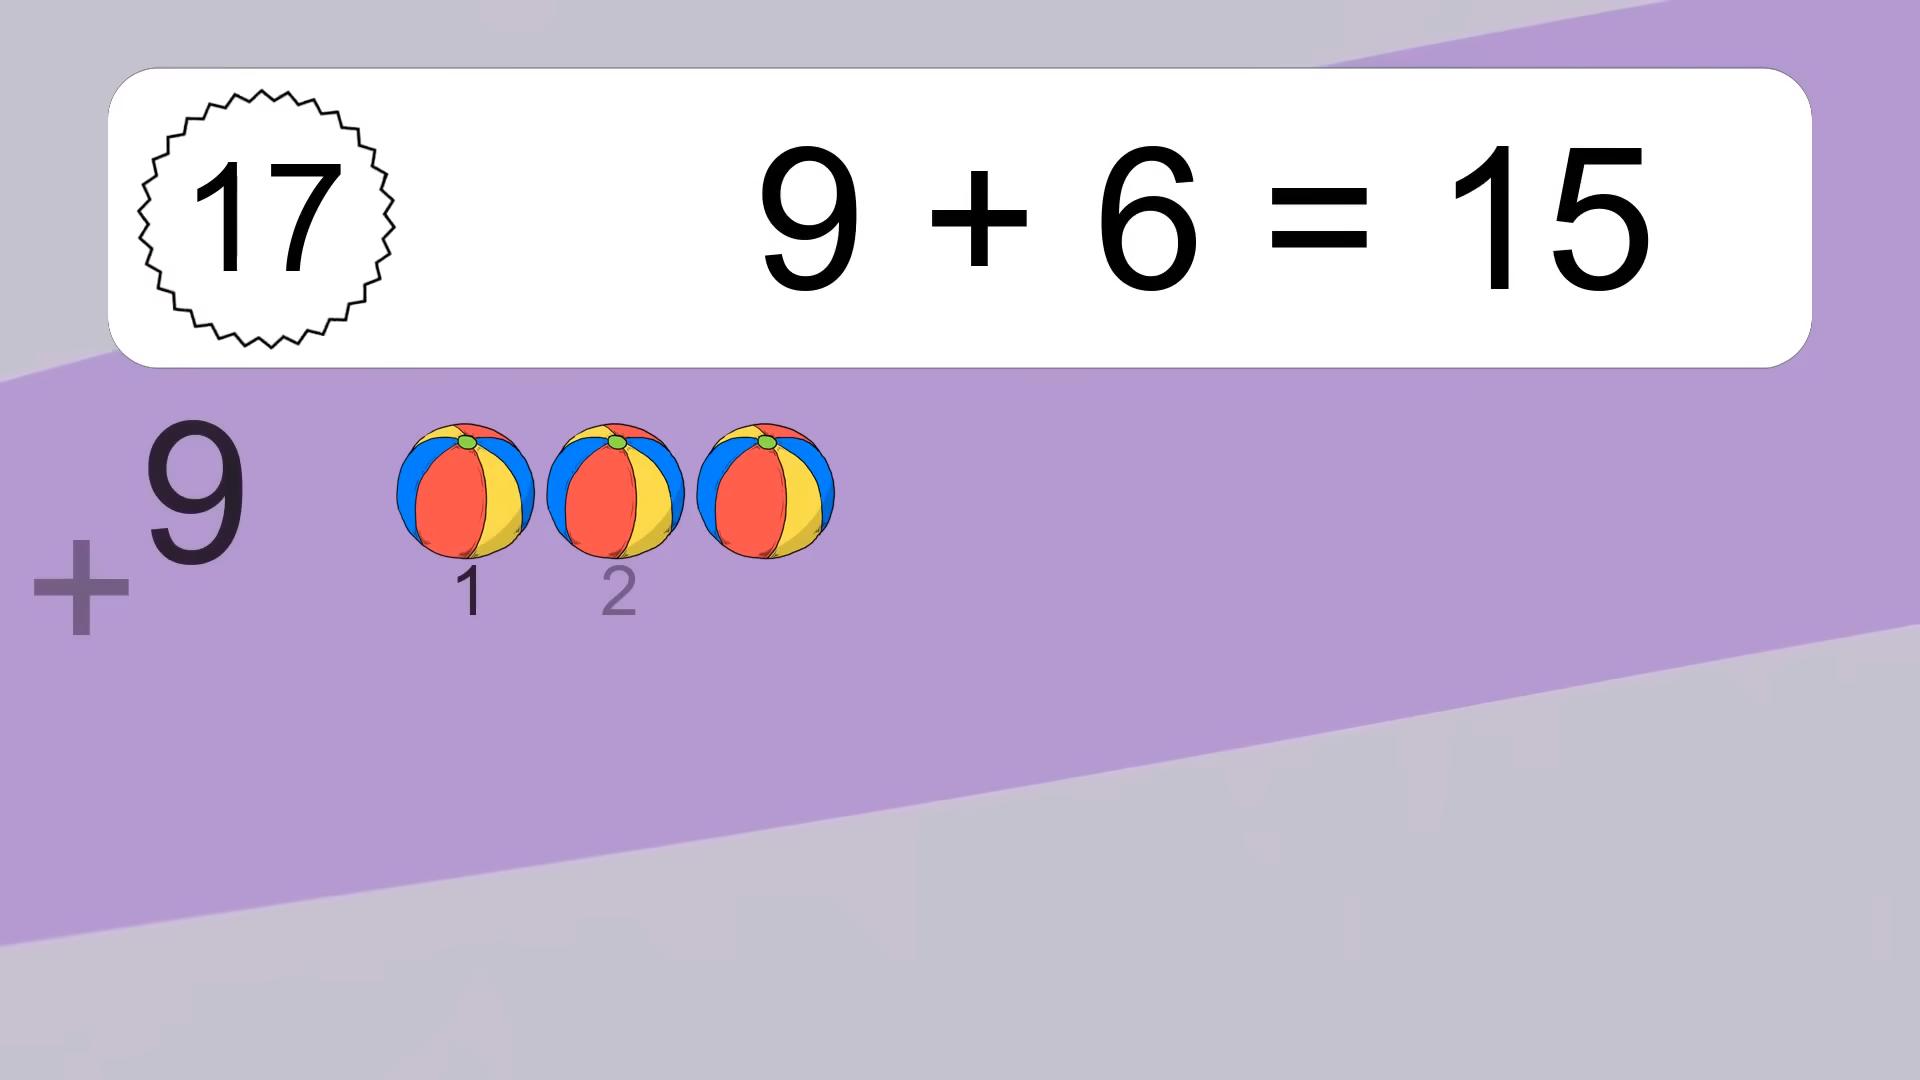 17 9 + 6 = 15
9
+
1 2